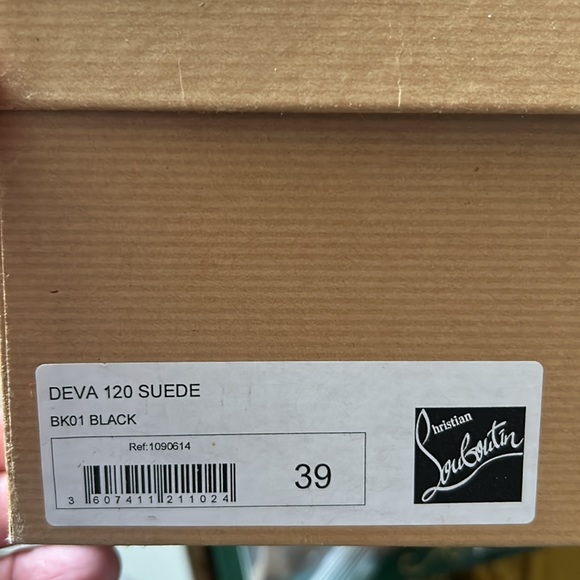 DEVA 120 SUEDE
BK01 BLACK
Ref:1090614
39
3 607411 211024
Christian
Louboutin